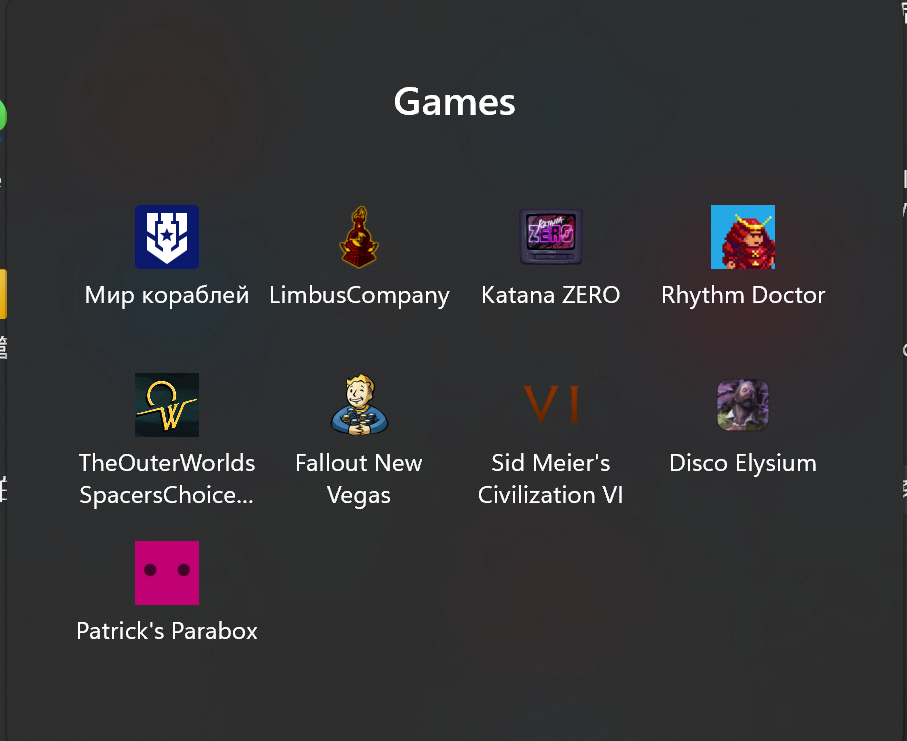 Games
Мир кораблей
LimbusCompany
Katana ZERO
Rhythm Doctor
TheOuterWorlds
SpacersChoice...
Fallout New
Vegas
VI
Sid Meier's
Civilization VI
Disco Elysium
Patrick's Parabox